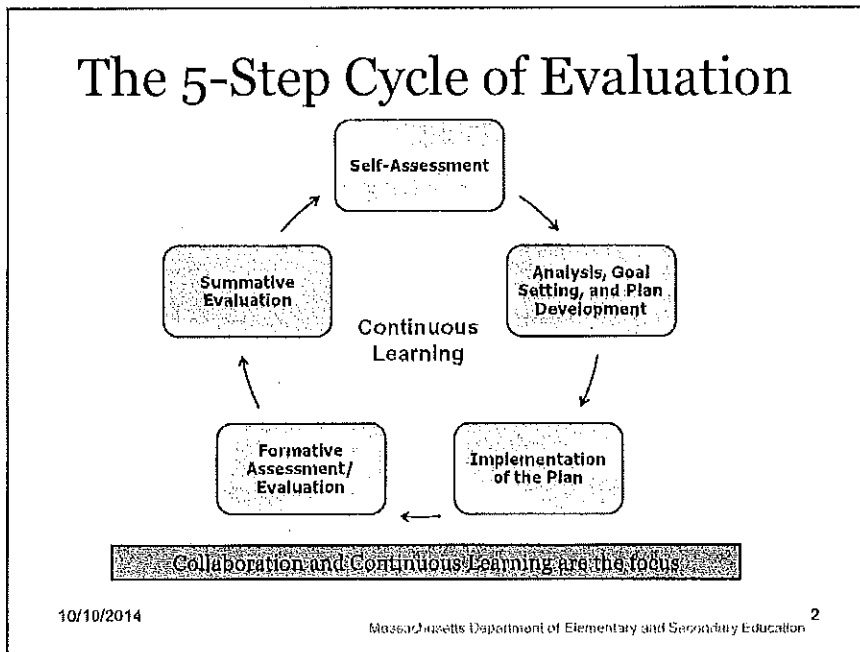 The 5-Step Cycle of Evaluation
Self-Assessment
Analysis, Goal
Setting, and Plan
Development
Implementation
of the Plan
Formative
Assessment/
Evaluation
Summative
Evaluation
Continuous
Learning
Collaboration and Continuous Learning are the focus
10/10/2014
Massachusetts Department of Elementary and Secondary Education
2